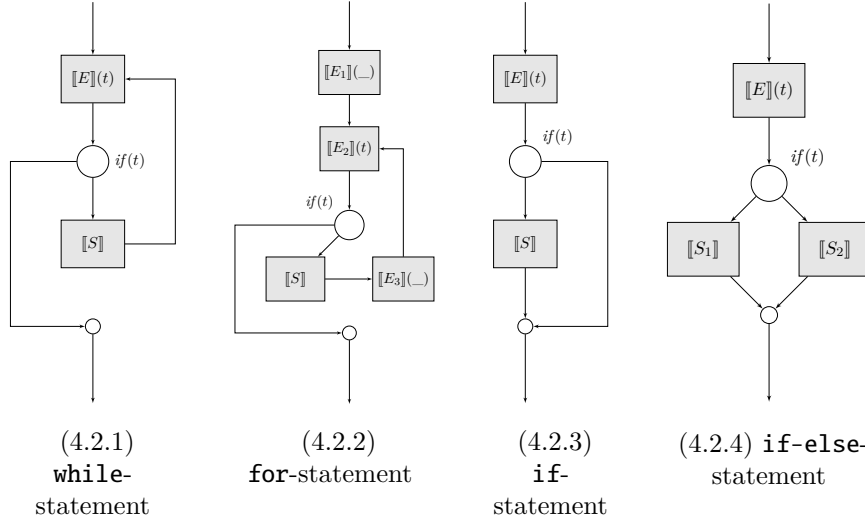 ⟦E⟧(t)
if(t)
⟦S⟧
(4.2.1)
while-
statement
⟦E₁⟧(_)
⟦E₂⟧(t)
if(t)
⟦S⟧
⟦E₃⟧(_)
(4.2.2)
for-statement
⟦E⟧(t)
if(t)
⟦S⟧
(4.2.3)
if-
statement
⟦E⟧(t)
if(t)
⟦S₁⟧
⟦S₂⟧
(4.2.4) if-else-
statement